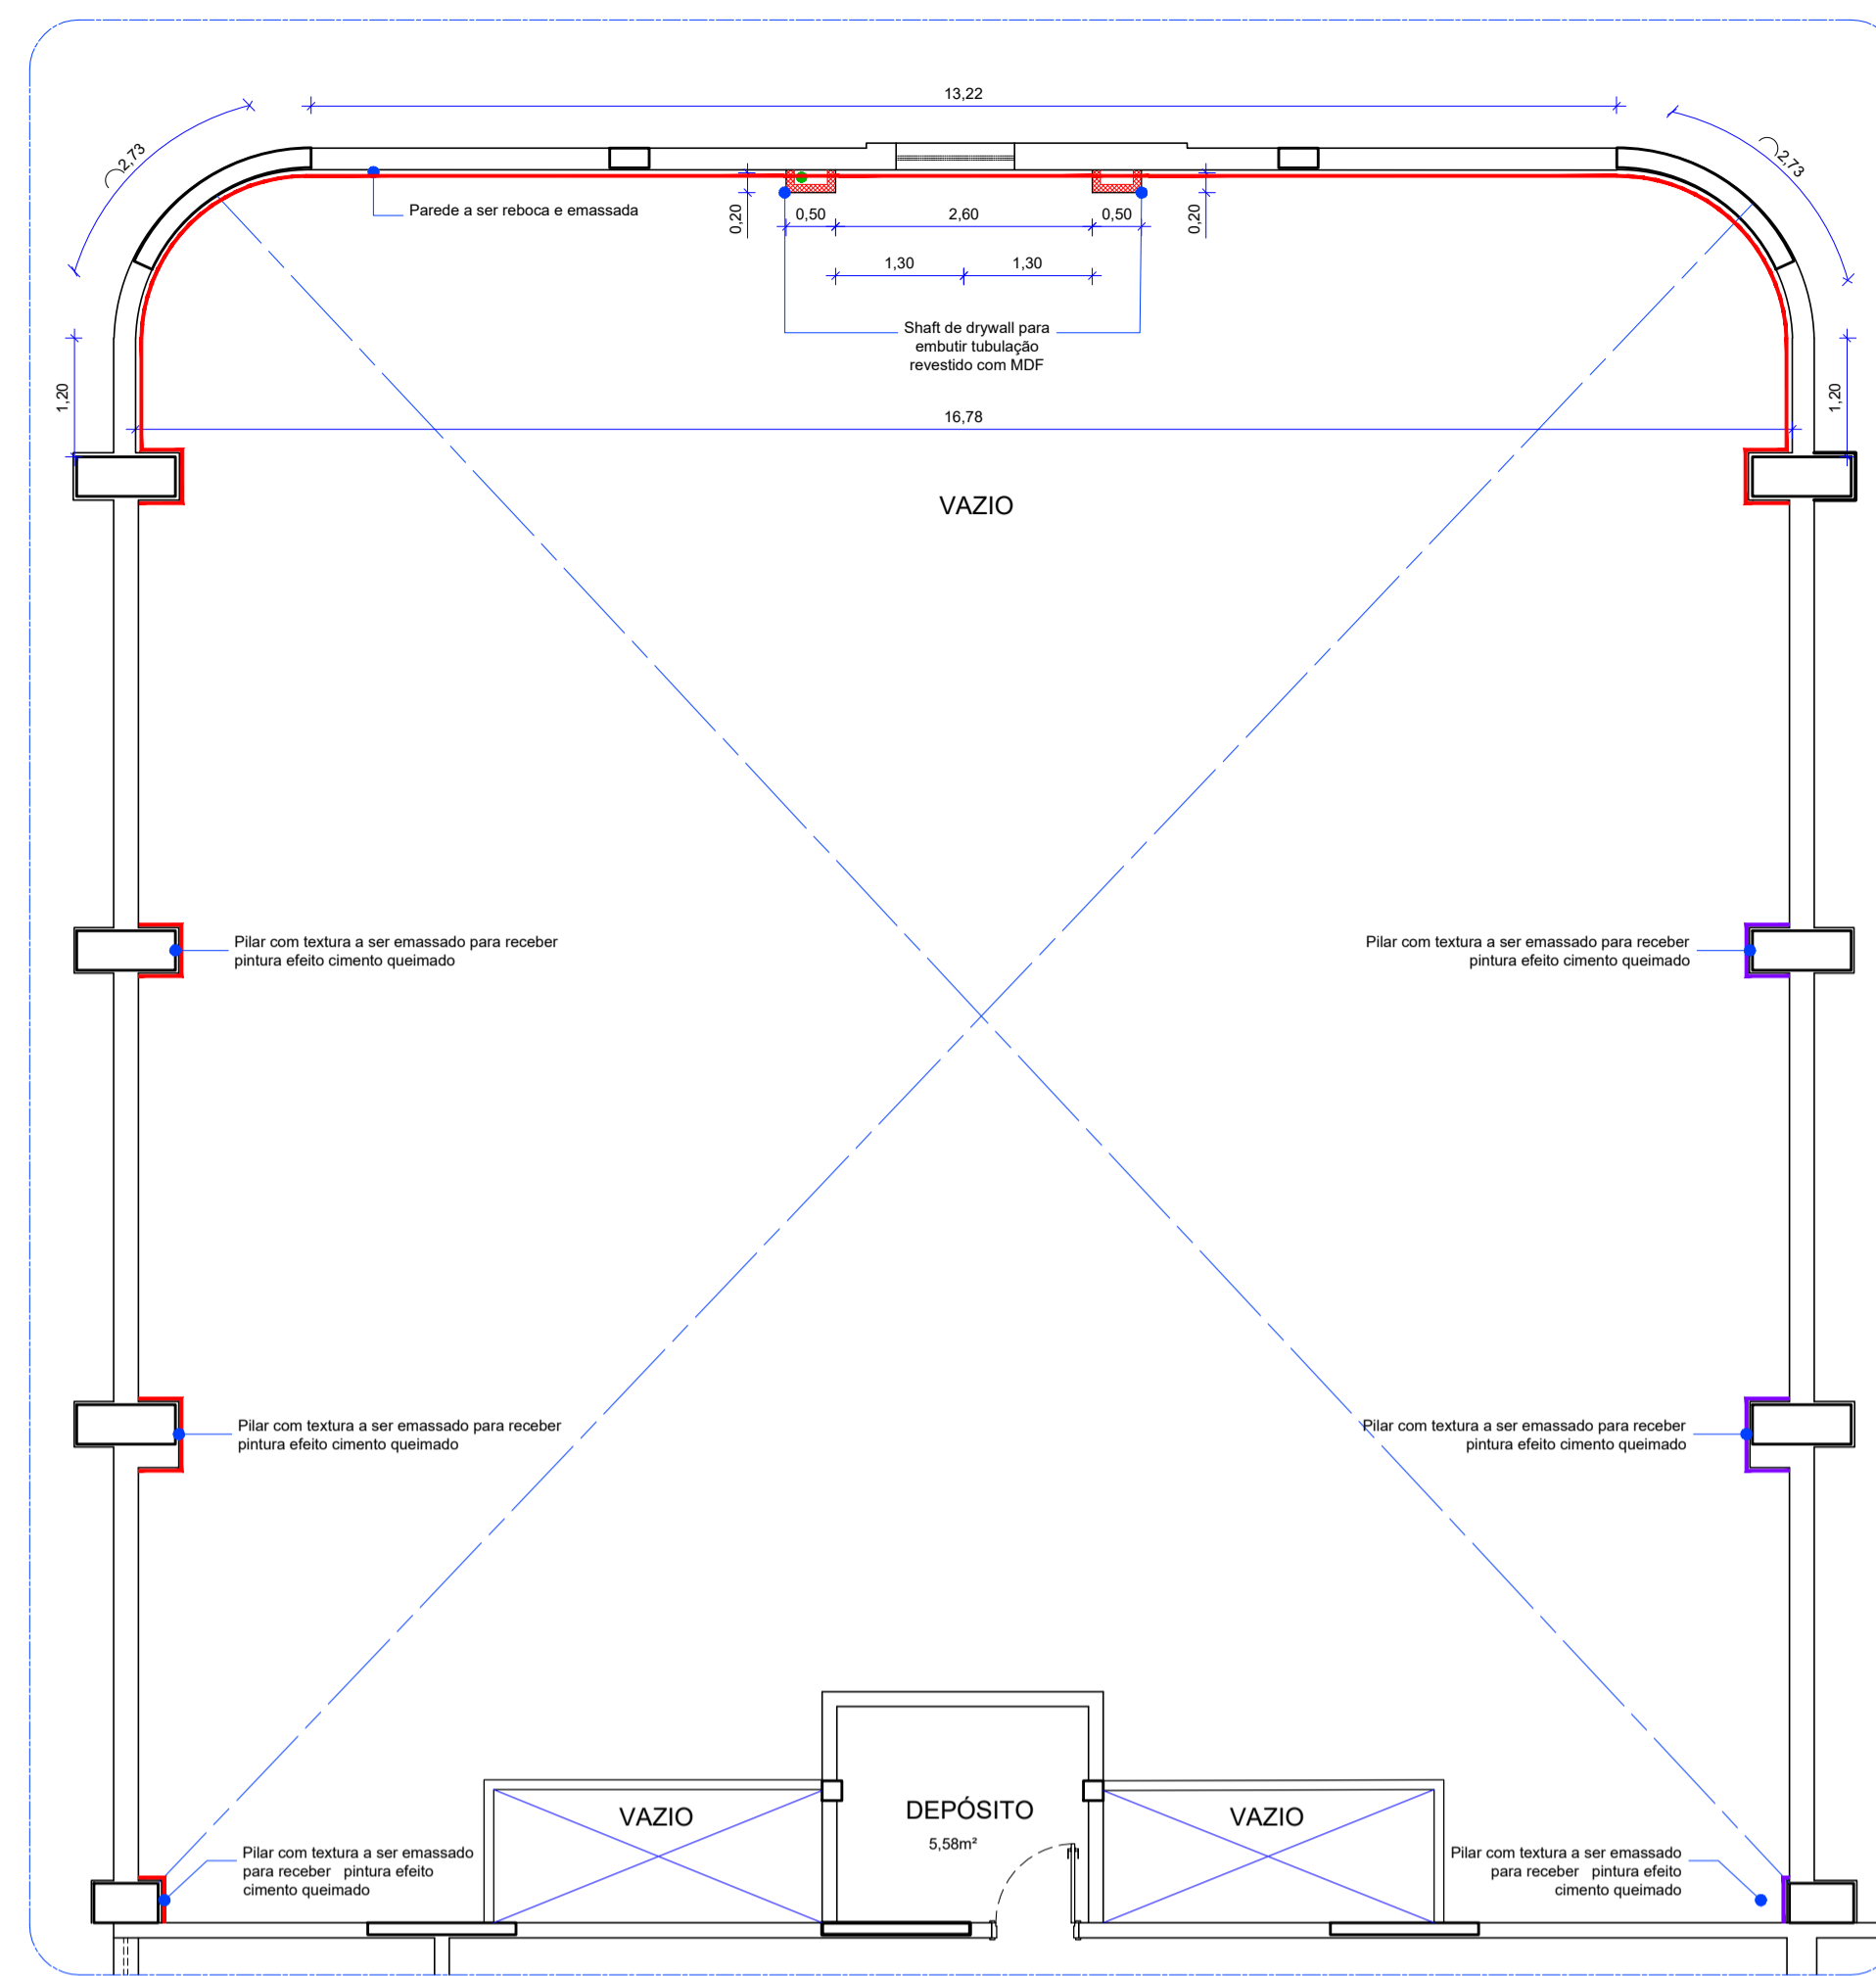 13,22
2,73
2,73
Parede a ser reboca e emassada
0,20
0,50
2,60
0,50
0,20
1,30
1,30
Shaft de drywall para
embutir tubulação
revestido com MDF
1,20
1,20
16,78
VAZIO
Pilar com textura a ser emassado para receber
pintura efeito cimento queimado
Pilar com textura a ser emassado para receber
pintura efeito cimento queimado
Pilar com textura a ser emassado para receber
pintura efeito cimento queimado
Pilar com textura a ser emassado para receber
pintura efeito cimento queimado
VAZIO
DEPÓSITO
5,58m²
VAZIO
Pilar com textura a ser emassado
para receber pintura efeito
cimento queimado
Pilar com textura a ser emassado
para receber pintura efeito
cimento queimado